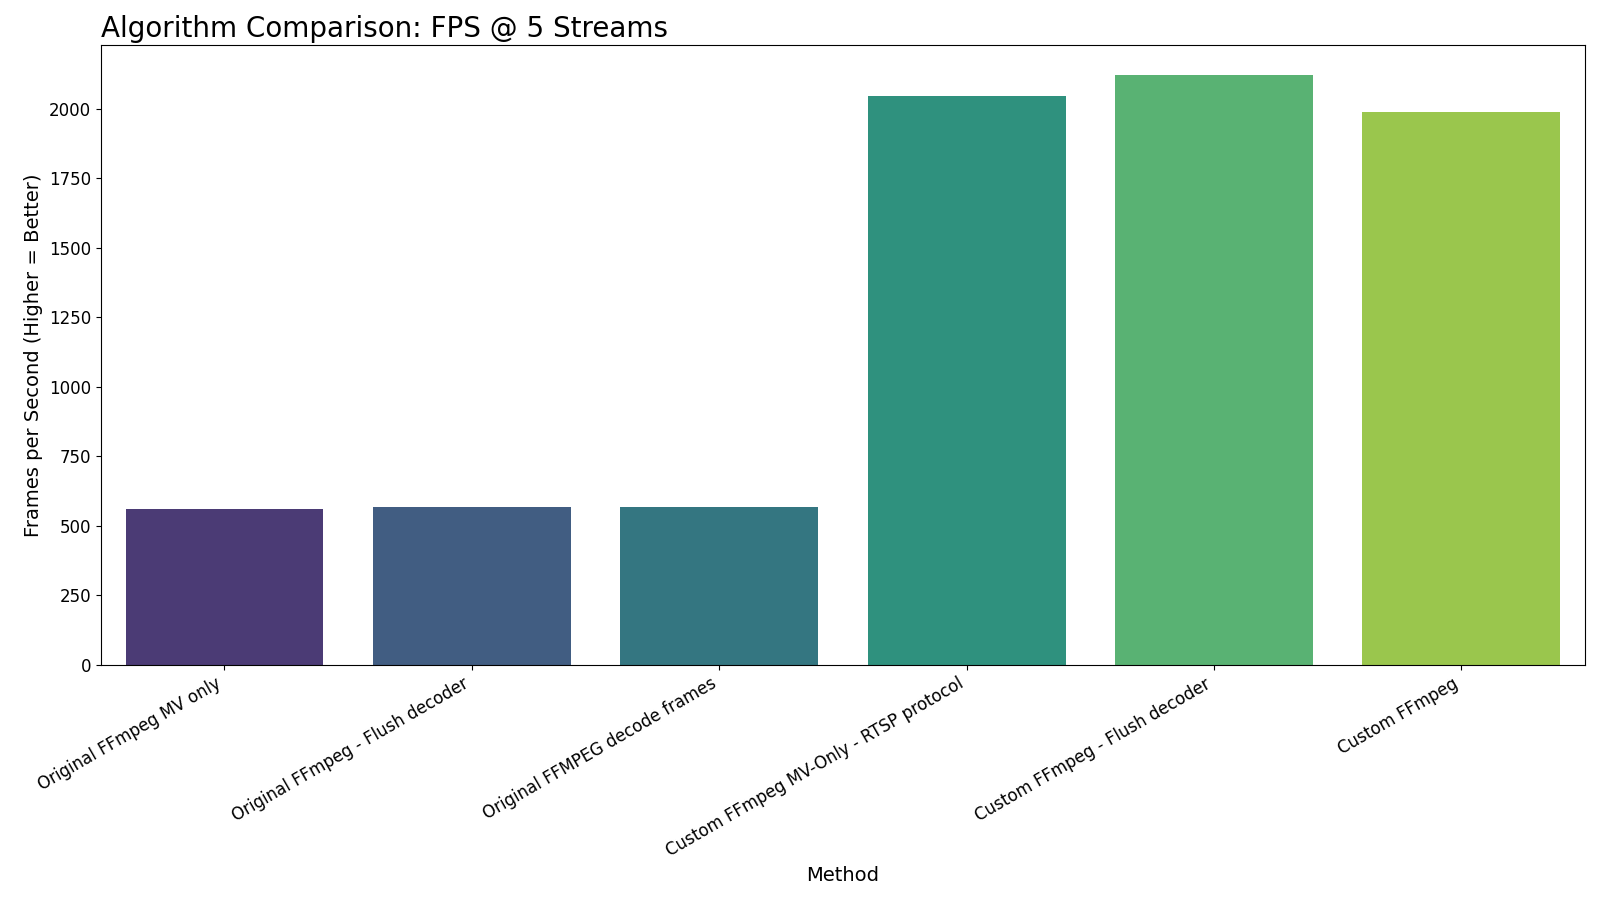 Algorithm Comparison: FPS @ 5 Streams
Frames per Second (Higher = Better)
2000
1750
1500
1250
1000
750
500
250
0
Original FFmpeg MV only
Original FFmpeg - Flush decoder
Original FFMPEG decode frames
Custom FFmpeg MV-Only - RTSP protocol
Custom FFmpeg - Flush decoder
Custom FFmpeg
Method